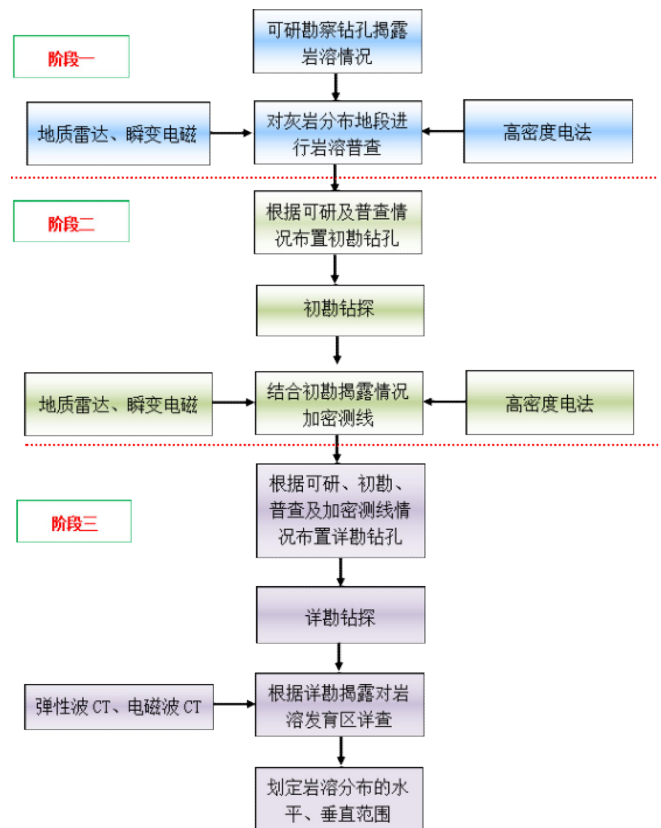 可研勘察钻孔揭露
岩溶情况
阶段一
地质雷达、瞬变电磁
对灰岩分布地段进
行岩溶普查
高密度电法
阶段二
根据可研及普查情
况布置初勘钻孔
初勘钻探
地质雷达、瞬变电磁
结合初勘揭露情况
加密测线
高密度电法
阶段三
根据可研、初勘、
普查及加密测线情
况布置详勘钻孔
详勘钻探
弹性波 CT、电磁波 CT
根据详勘揭露对岩
溶发育区详查
划定岩溶分布的水
平、垂直范围